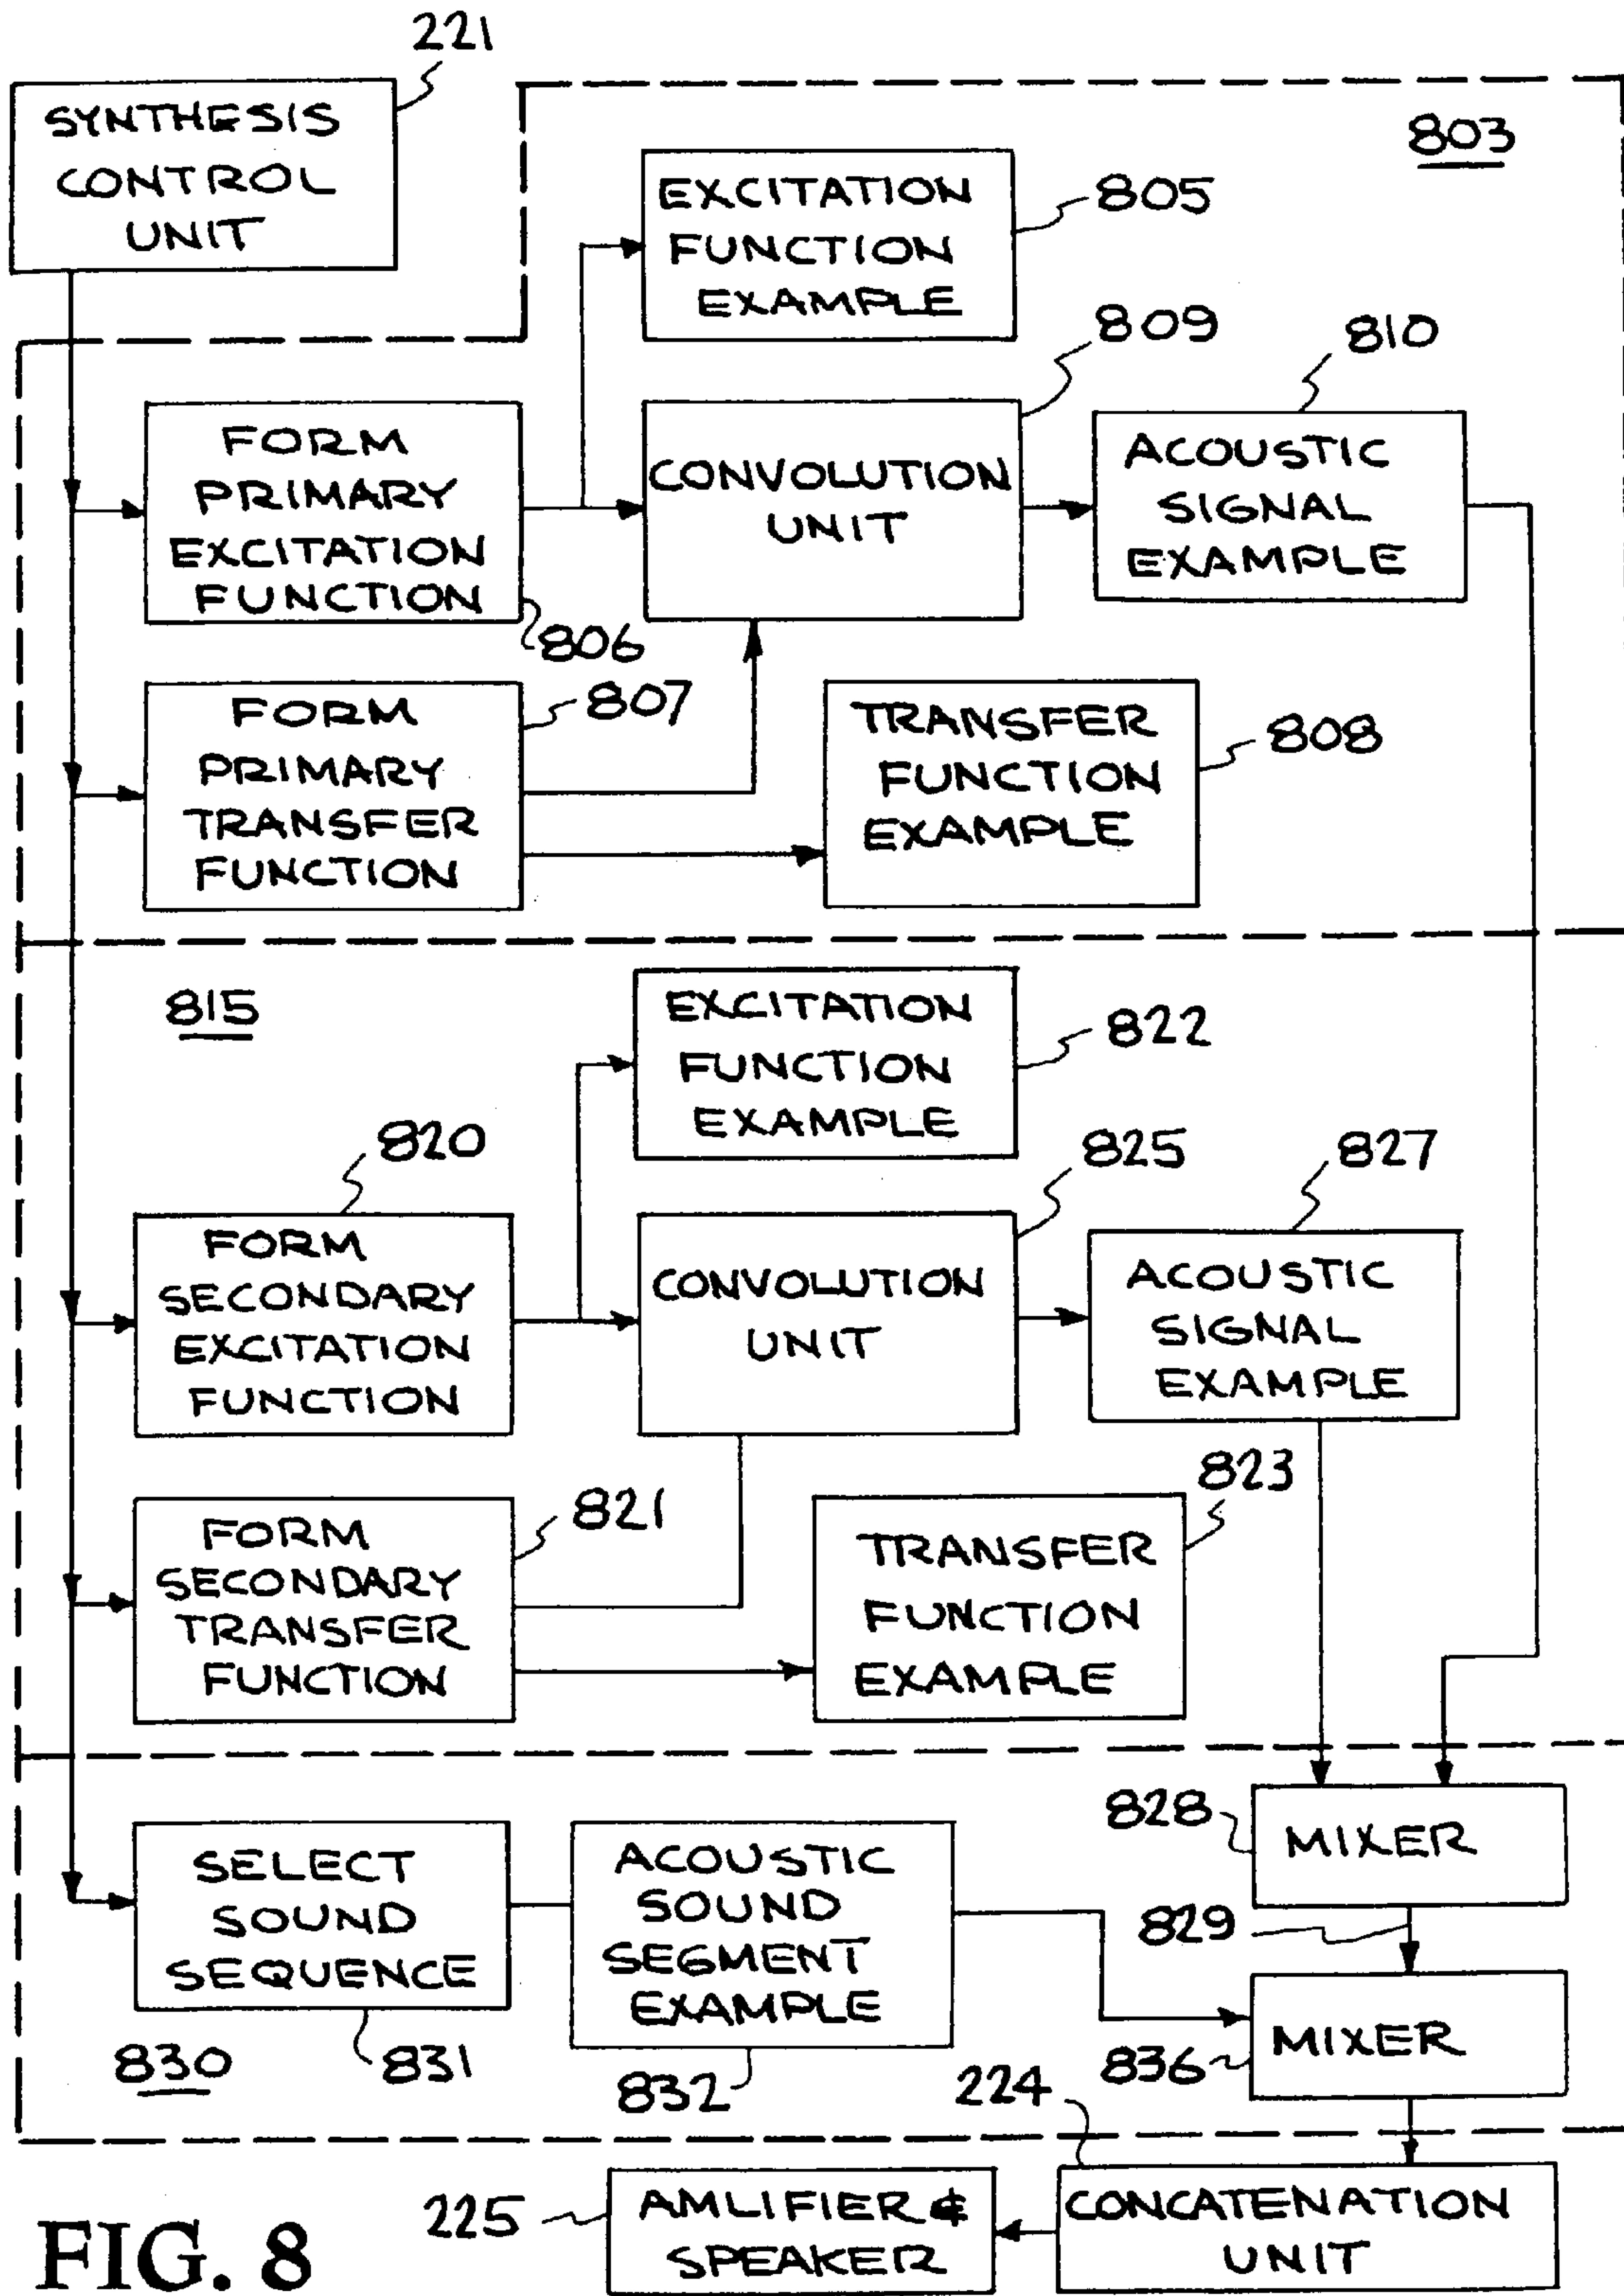 221
SYNTHESIS
CONTROL
UNIT
803
EXCITATION
FUNCTION
EXAMPLE
805
809
810
FORM
PRIMARY
EXCITATION
FUNCTION
806
CONVOLUTION
UNIT
ACOUSTIC
SIGNAL
EXAMPLE
FORM
PRIMARY
TRANSFER
FUNCTION
807
TRANSFER
FUNCTION
EXAMPLE
808
815
EXCITATION
FUNCTION
EXAMPLE
822
820
825
827
FORM
SECONDARY
EXCITATION
FUNCTION
CONVOLUTION
UNIT
ACOUSTIC
SIGNAL
EXAMPLE
823
FORM
SECONDARY
TRANSFER
FUNCTION
821
TRANSFER
FUNCTION
EXAMPLE
828
MIXER
SELECT
SOUND
SEQUENCE
ACOUSTIC
SOUND
SEGMENT
EXAMPLE
829
MIXER
830
831
832
836
224
225
AMLIFIER &
SPEAKER
CONCATENATION
UNIT
FIG. 8